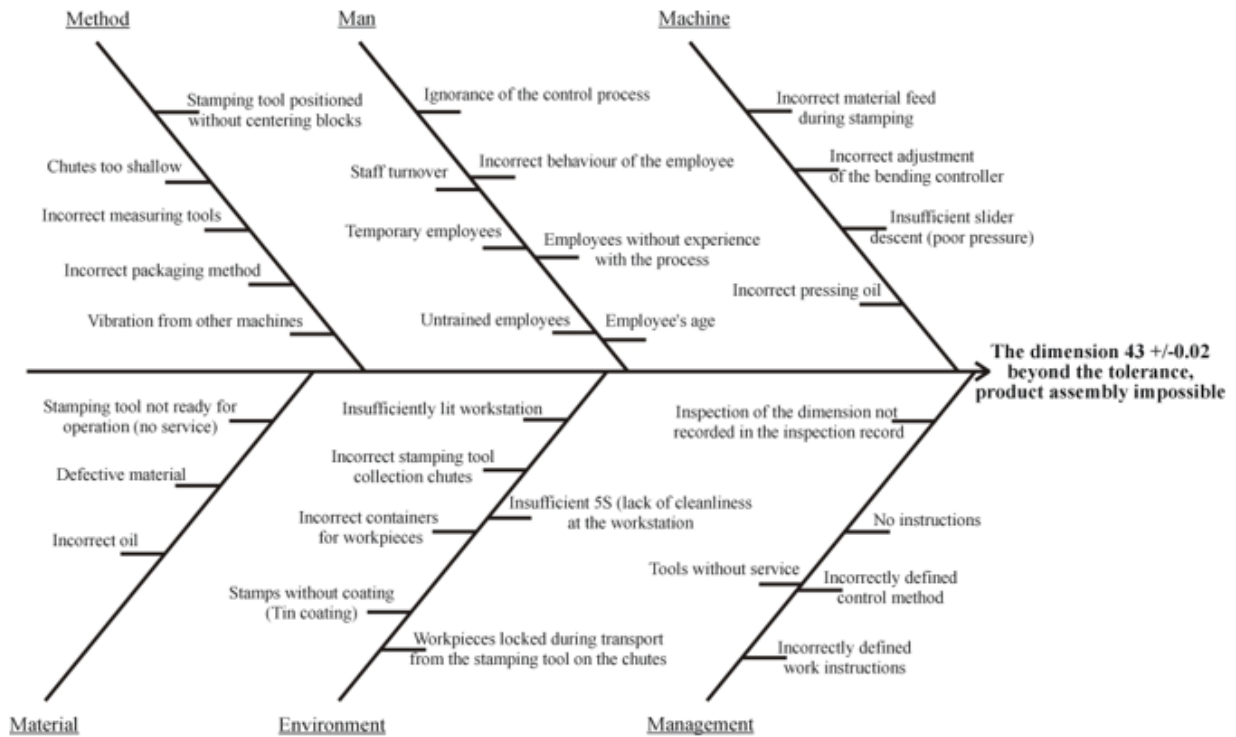 Method
Man
Machine
Stamping tool positioned
without centering blocks
Chutes too shallow
Incorrect measuring tools
Incorrect packaging method
Vibration from other machines
Ignorance of the control process
Incorrect behaviour of the employee
Staff turnover
Temporary employees
Employees without experience
with the process
Untrained employees
Employee's age
Incorrect material feed
during stamping
Incorrect adjustment
of the bending controller
Insufficient slider
descent (poor pressure)
Incorrect pressing oil
The dimension 43 +/-0.02
beyond the tolerance,
product assembly impossible
Stamping tool not ready for
operation (no service)
Defective material
Incorrect oil
Insufficiently lit workstation
Incorrect stamping tool
collection chutes
Insufficient 5S (lack of cleanliness
at the workstation
Incorrect containers
for workpieces
Stamps without coating
(Tin coating)
Workpieces locked during transport
from the stamping tool on the chutes
Inspection of the dimension not
recorded in the inspection record
No instructions
Tools without service
Incorrectly defined
control method
Incorrectly defined
work instructions
Material
Environment
Management